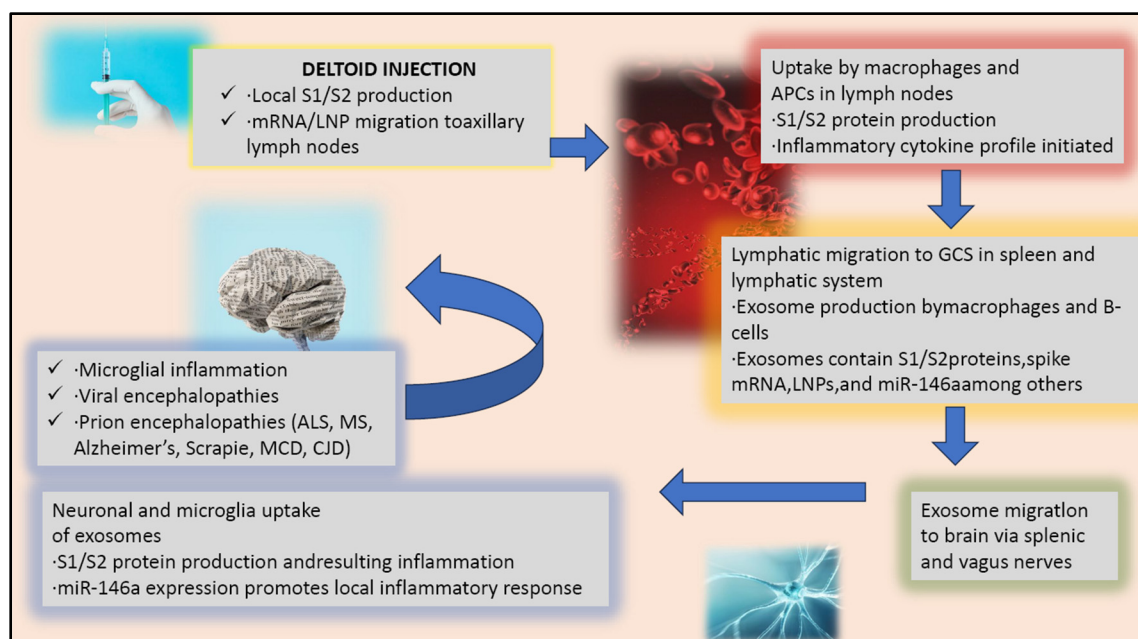 DELTOID INJECTION
✓ ·Local S1/S2 production
✓ ·mRNA/LNP migration toaxillary
lymph nodes
Uptake by macrophages and
APCs in lymph nodes
·S1/S2 protein production
·Inflammatory cytokine profile initiated
Lymphatic migration to GCS in spleen and
lymphatic system
·Exosome production bymacrophages and B-
cells
·Exosomes contain S1/S2proteins,spike
mRNA,LNPs,and miR-146aamong others
Exosome migration
to brain via splenic
and vagus nerves
Neuronal and microglia uptake
of exosomes
·S1/S2 protein production andresulting inflammation
·miR-146a expression promotes local inflammatory response
✓ ·Microglial inflammation
✓ ·Viral encephalopathies
✓ ·Prion encephalopathies (ALS, MS,
Alzheimer's, Scrapie, MCD, CJD)